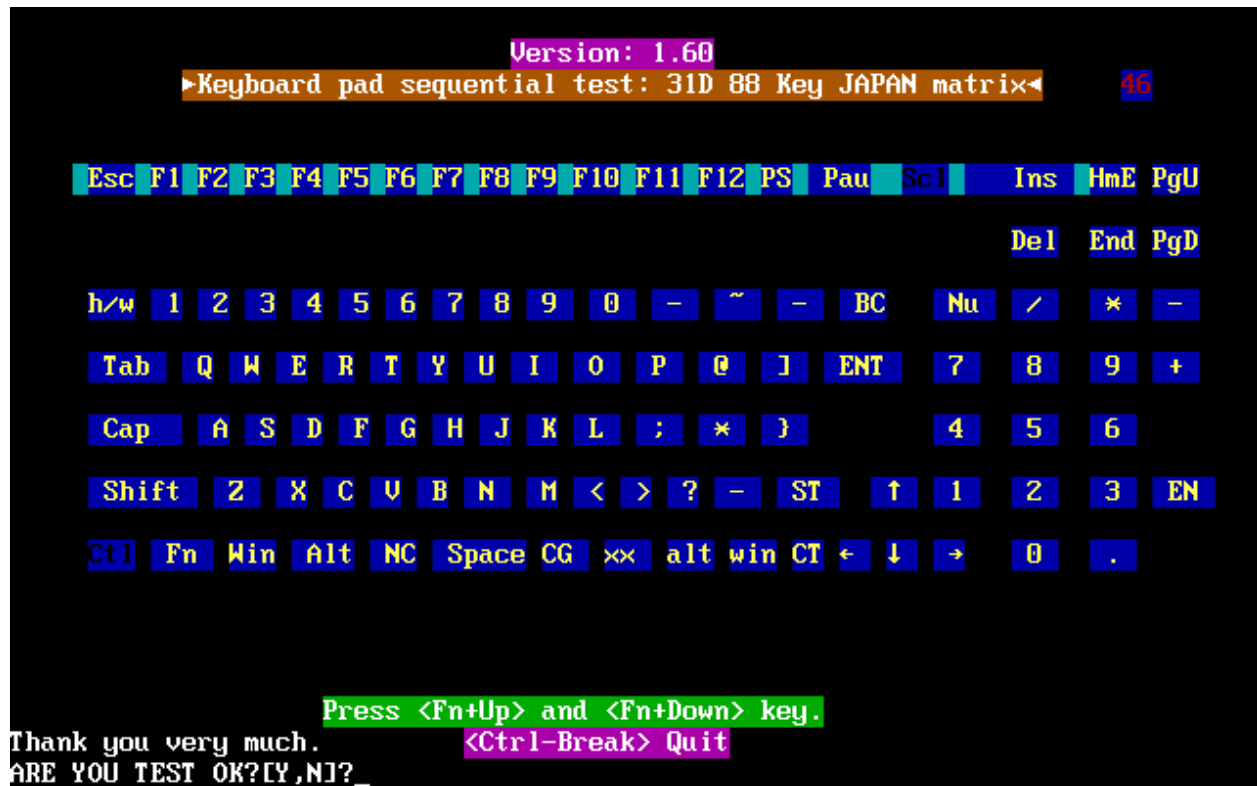 Version: 1.60
►Keyboard pad sequential test: 31D 88 Key JAPAN matrix◄ 46
Esc F1 F2 F3 F4 F5 F6 F7 F8 F9 F10 F11 F12 PS Pau Scl Ins HmE PgU
Del End PgD
h/w 1 2 3 4 5 6 7 8 9 0 - ~ - BC Nu / * -
Tab Q W E R T Y U I O P @ ] ENT 7 8 9 +
Cap A S D F G H J K L ; * } 4 5 6
Shift Z X C V B N M < > ? - ST ↑ 1 2 3 EN
Ctl Fn Win Alt NC Space CG xx alt win CT ← ↓ → 0 .
Press <Fn+Up> and <Fn+Down> key.
Thank you very much. <Ctrl-Break> Quit
ARE YOU TEST OK?[Y,N]?_